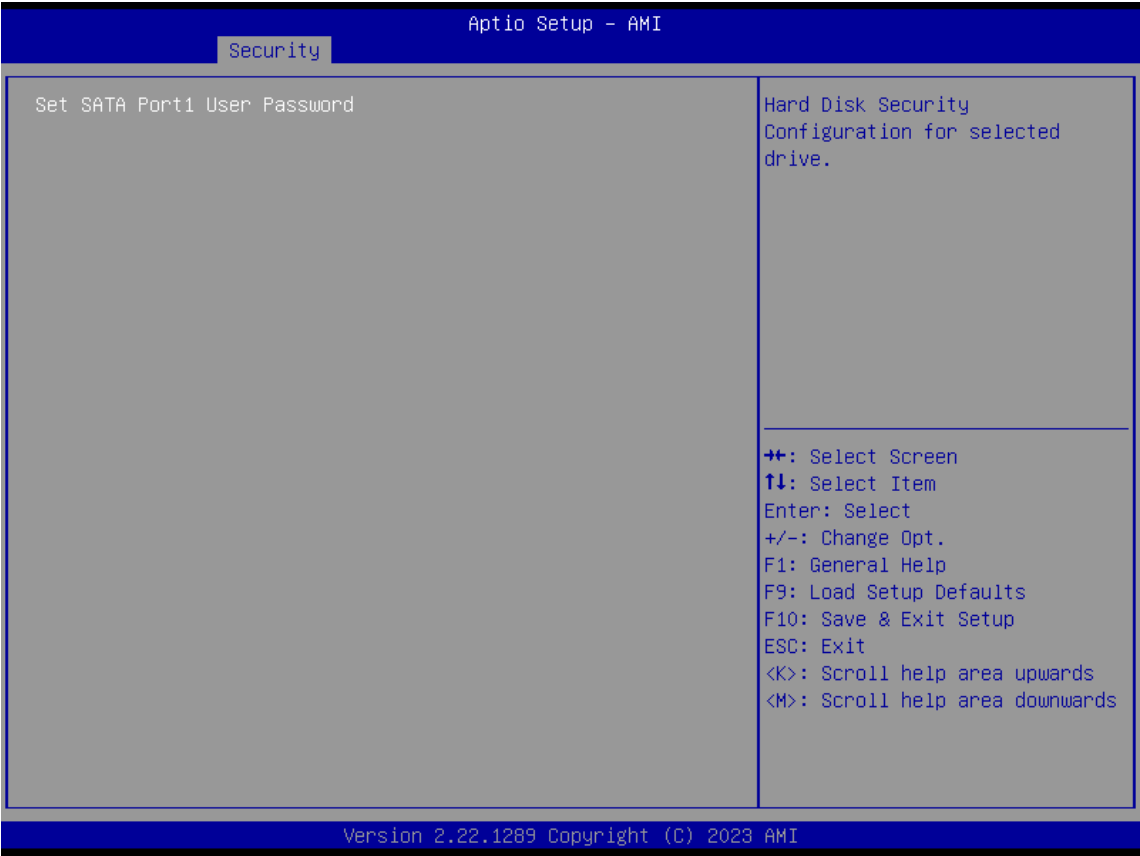 Aptio Setup – AMI
Security
Set SATA Port1 User Password
Hard Disk Security
Configuration for selected
drive.
→←: Select Screen
↑↓: Select Item
Enter: Select
+/-: Change Opt.
F1: General Help
F9: Load Setup Defaults
F10: Save & Exit Setup
ESC: Exit
<K>: Scroll help area upwards
<M>: Scroll help area downwards
Version 2.22.1289 Copyright (C) 2023 AMI